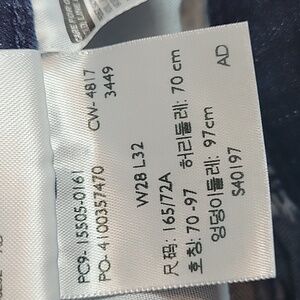 PC9- 15505-0161 CW- 4817
PO- 4100357470 3449
W28 L32
尺码: 165/72A
호칭: 70 -97 허리둘레: 70 cm
엉덩이둘레: 97cm
S40197 AD